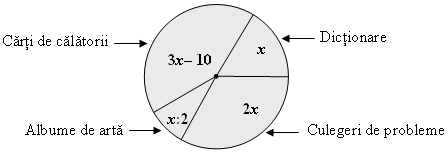 Cărți de călătorii
Dicționare
3x– 10
x
x:2
2x
Albume de artă
Culegeri de probleme